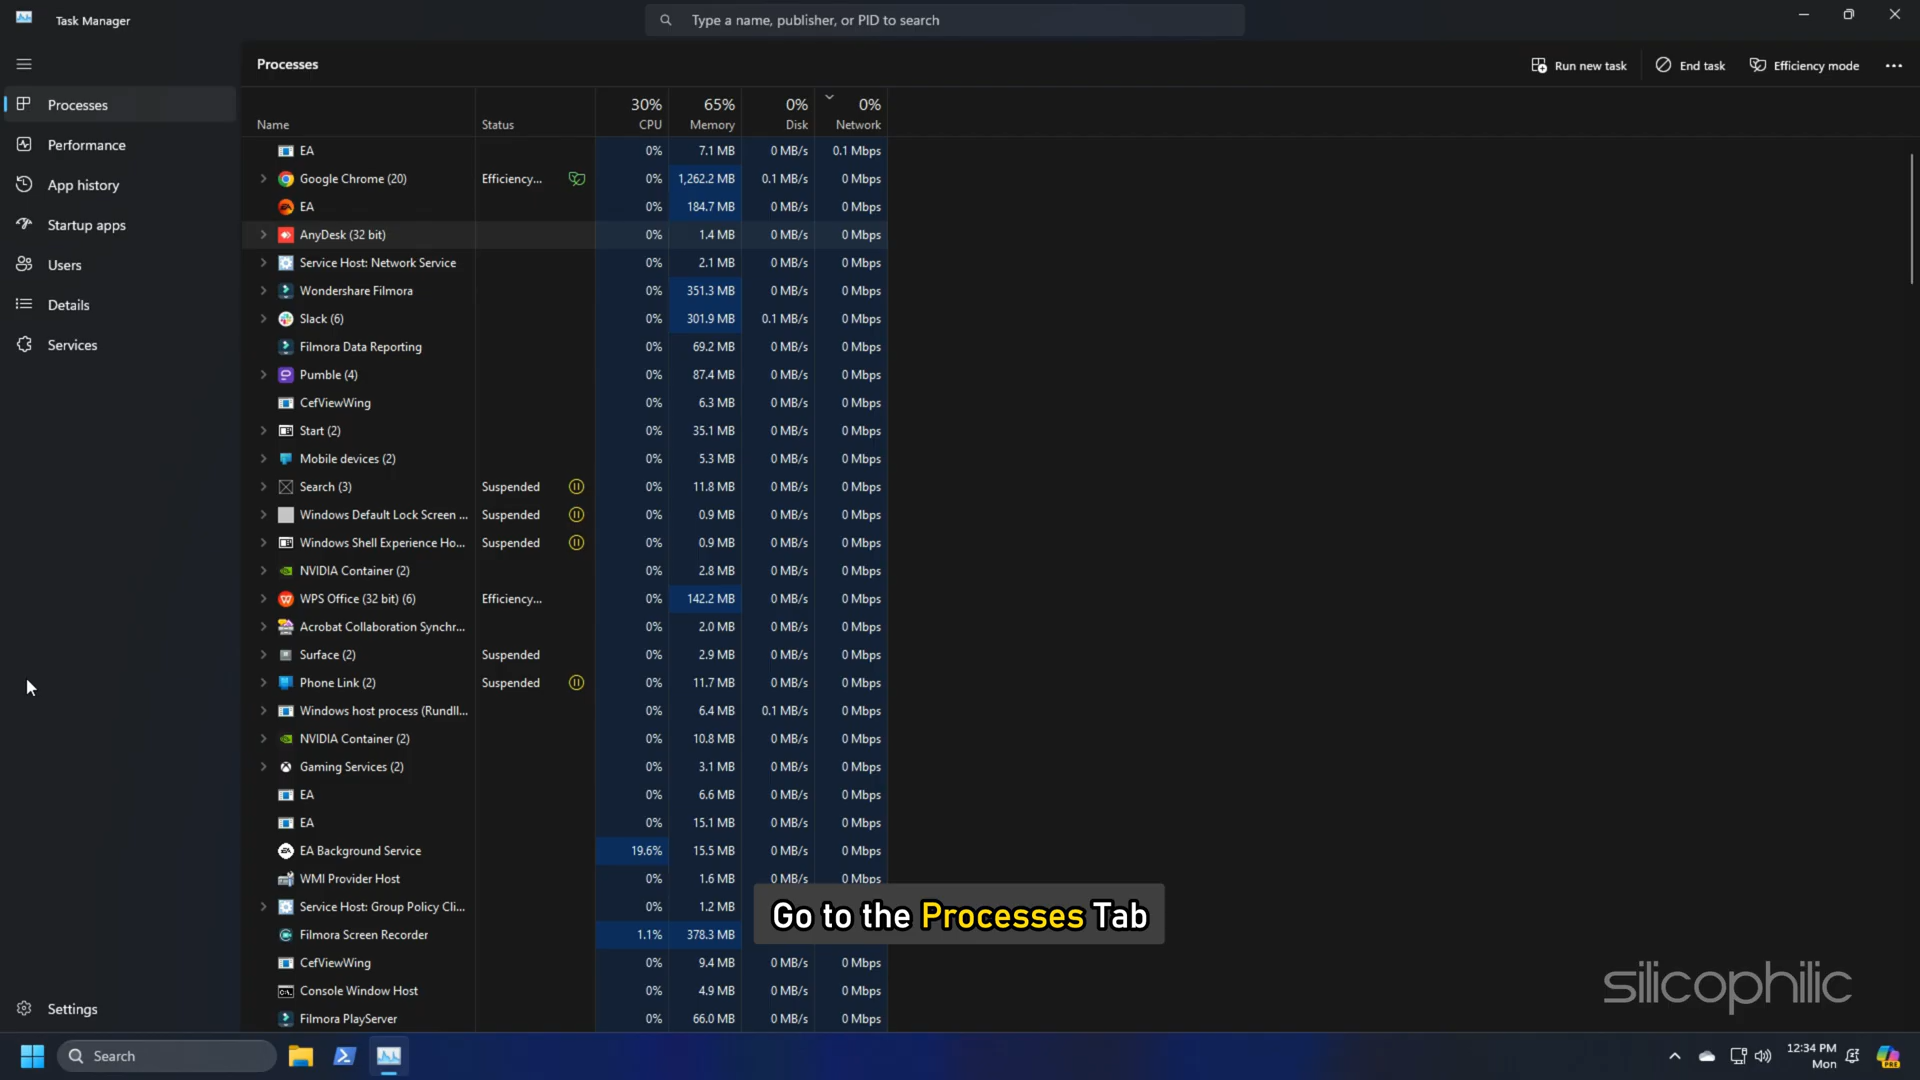 Task Manager
Type a name, publisher, or PID to search
Processes
Run new task
End task
Efficiency mode
Processes
Performance
App history
Startup apps
Users
Details
Services
Settings
30% 65% 0% 0%
Name Status CPU Memory Disk Network
EA 0% 7.1 MB 0 MB/s 0.1 Mbps
Google Chrome (20) Efficiency... 0% 1,262.2 MB 0.1 MB/s 0 Mbps
EA 0% 184.7 MB 0 MB/s 0 Mbps
AnyDesk (32 bit) 0% 1.4 MB 0 MB/s 0 Mbps
Service Host: Network Service 0% 2.1 MB 0 MB/s 0 Mbps
Wondershare Filmora 0% 351.3 MB 0 MB/s 0 Mbps
Slack (6) 0% 301.9 MB 0.1 MB/s 0 Mbps
Filmora Data Reporting 0% 69.2 MB 0 MB/s 0 Mbps
Pumble (4) 0% 87.4 MB 0 MB/s 0 Mbps
CefViewWing 0% 6.3 MB 0 MB/s 0 Mbps
Start (2) 0% 35.1 MB 0 MB/s 0 Mbps
Mobile devices (2) 0% 5.3 MB 0 MB/s 0 Mbps
Search (3) Suspended 0% 11.8 MB 0 MB/s 0 Mbps
Windows Default Lock Screen ... Suspended 0% 0.9 MB 0 MB/s 0 Mbps
Windows Shell Experience Ho... Suspended 0% 0.9 MB 0 MB/s 0 Mbps
NVIDIA Container (2) 0% 2.8 MB 0 MB/s 0 Mbps
WPS Office (32 bit) (6) Efficiency... 0% 142.2 MB 0 MB/s 0 Mbps
Acrobat Collaboration Synchr... 0% 2.0 MB 0 MB/s 0 Mbps
Surface (2) Suspended 0% 2.9 MB 0 MB/s 0 Mbps
Phone Link (2) Suspended 0% 11.7 MB 0 MB/s 0 Mbps
Windows host process (Rundll... 0% 6.4 MB 0.1 MB/s 0 Mbps
NVIDIA Container (2) 0% 10.8 MB 0 MB/s 0 Mbps
Gaming Services (2) 0% 3.1 MB 0 MB/s 0 Mbps
EA 0% 6.6 MB 0 MB/s 0 Mbps
EA 0% 15.1 MB 0 MB/s 0 Mbps
EA Background Service 19.6% 15.5 MB 0 MB/s 0 Mbps
WMI Provider Host 0% 1.6 MB 0 MB/s 0 Mbps
Service Host: Group Policy Cli... 0% 1.2 MB
Filmora Screen Recorder 1.1% 378.3 MB
CefViewWing 0% 9.4 MB 0 MB/s 0 Mbps
Console Window Host 0% 4.9 MB 0 MB/s 0 Mbps
Filmora PlayServer 0% 66.0 MB 0 MB/s 0 Mbps
Go to the Processes Tab
silicophilic
Search
12:34 PM
Mon
PRE